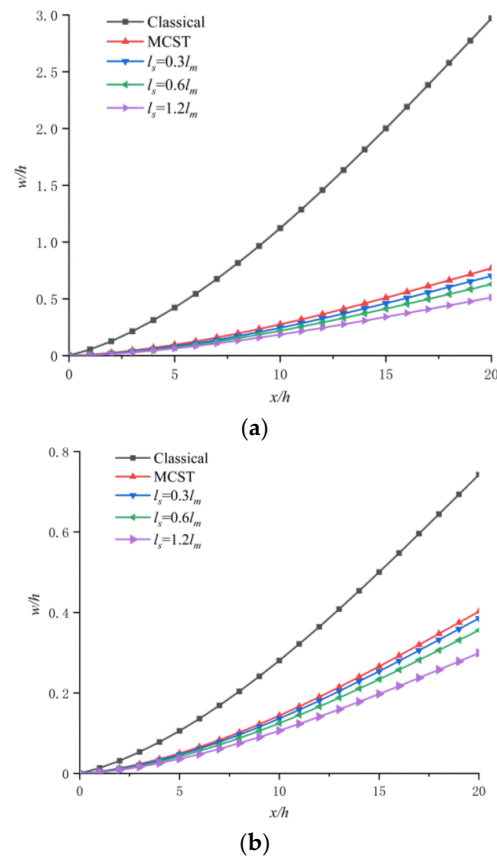 3.0
2.5
2.0
1.5
1.0
0.5
0
w/h
Classical
MCST
lₛ=0.3lₘ
lₛ=0.6lₘ
lₛ=1.2lₘ
0 5 10 15 20
x/h
(a)
0.8
0.6
0.4
0.2
0
w/h
Classical
MCST
lₛ=0.3lₘ
lₛ=0.6lₘ
lₛ=1.2lₘ
0 5 10 15 20
x/h
(b)